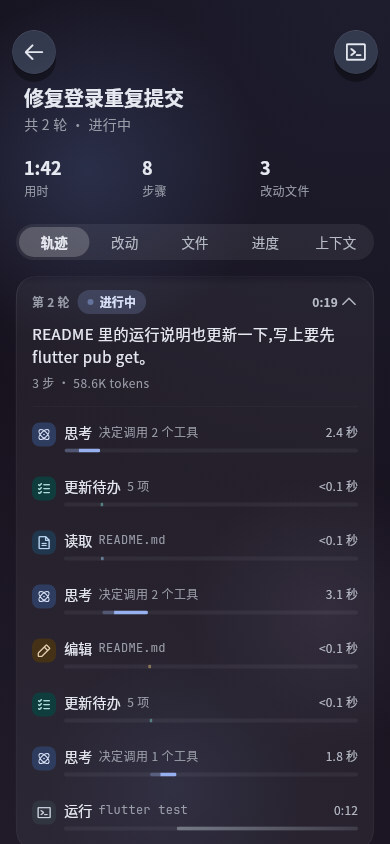 修复登录重复提交
共 2 轮 · 进行中
1:42 8 3
用时 步骤 改动文件
轨迹 改动 文件 进度 上下文
第 2 轮 进行中 0:19
README 里的运行说明也更新一下,写上要先
flutter pub get。
3 步 · 58.6K tokens
思考 决定调用 2 个工具 2.4 秒
更新待办 5 项 <0.1 秒
读取 README.md <0.1 秒
思考 决定调用 2 个工具 3.1 秒
编辑 README.md <0.1 秒
更新待办 5 项 <0.1 秒
思考 决定调用 1 个工具 1.8 秒
运行 flutter test 0:12